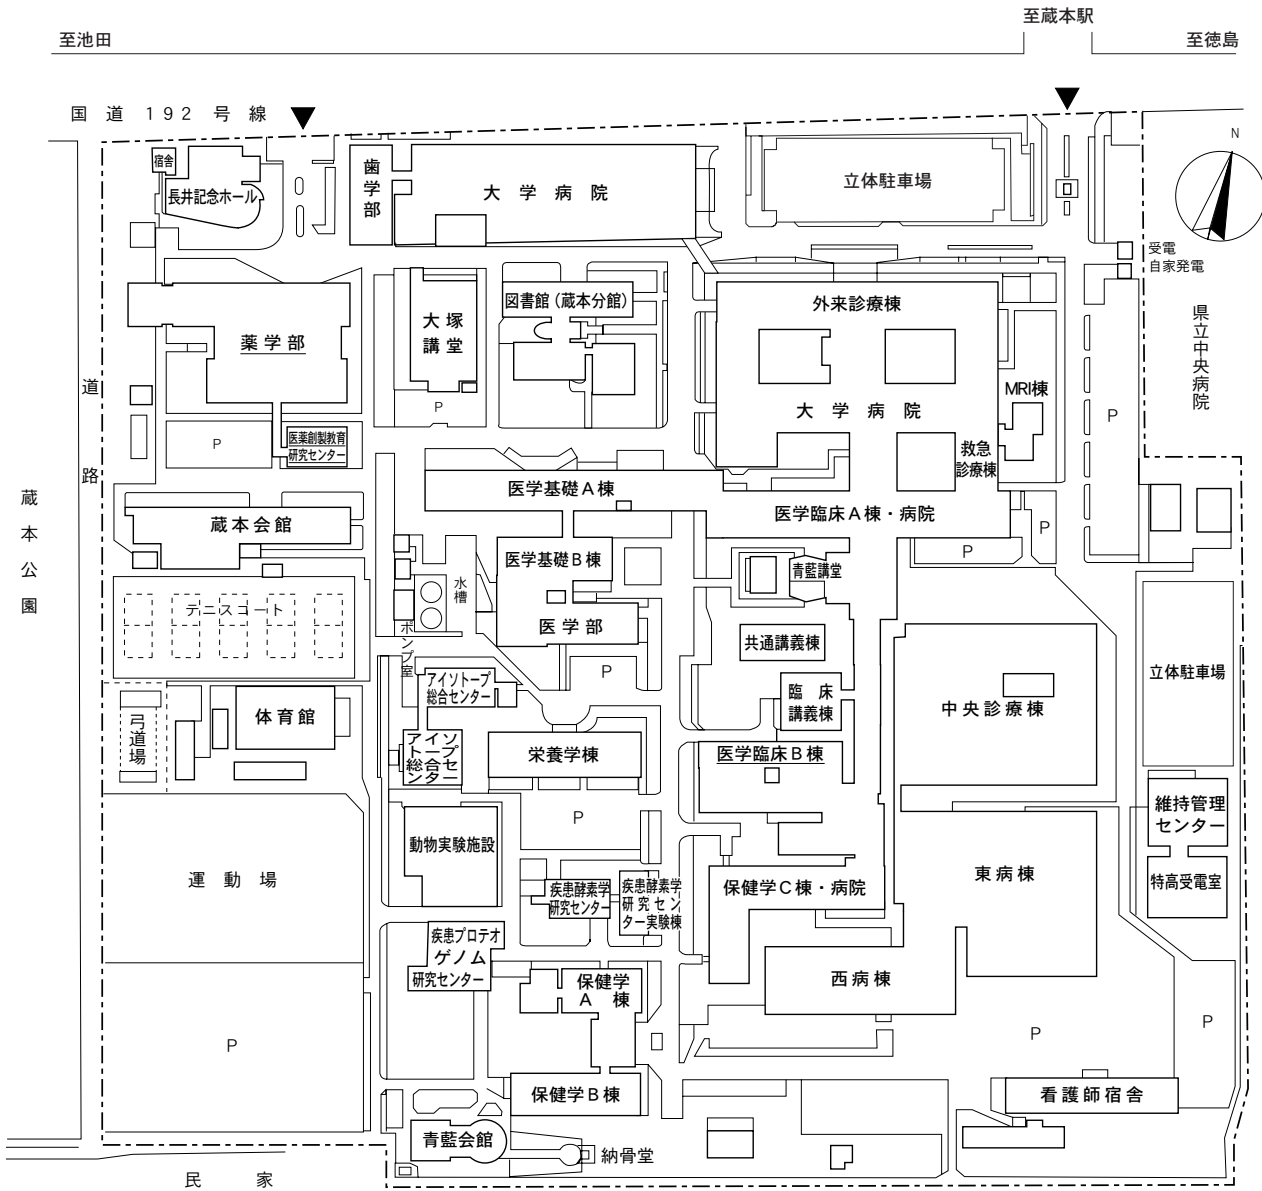 至蔵本駅
至池田
至徳島
国道192号線
N
宿舎
長井記念ホール
歯学部
大学病院
立体駐車場
受電
自家発電
県立中央病院
図書館(蔵本分館)
外来診療棟
大塚
講堂
薬学部
道路
P
MRI棟
大学病院
P
P
医薬創製教育
研究センター
救急
診療棟
医学基礎A棟
蔵本公園
蔵本会館
医学臨床A棟・病院
P
P
医学基礎B棟
青藍講堂
水槽
テニスコート
ポンプ室
医学部
共通講義棟
P
立体駐車場
アイソトープ
総合センター
臨床
講義棟
中央診療棟
弓道場
体育館
アイソ
トープ
総合セ
ンター
栄養学棟
医学臨床B棟
P
維持管理
センター
動物実験施設
運動場
東病棟
特高受電室
疾患酵素学
研究センター
疾患酵素学
研究セン
ター実験棟
保健学C棟・病院
疾患プロテオ
ゲノム
研究センター
保健学
A棟
西病棟
P
P
P
保健学B棟
看護師宿舎
青藍会館
納骨堂
民家